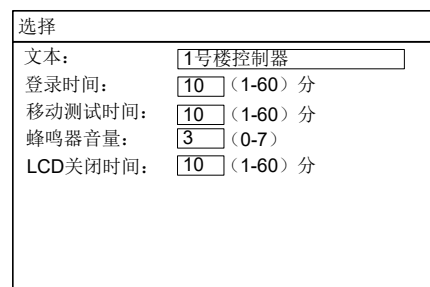 选择
文本： 1号楼控制器
登录时间： 10 （1-60）分
移动测试时间： 10 （1-60）分
蜂鸣器音量： 3 （0-7）
LCD关闭时间： 10 （1-60）分